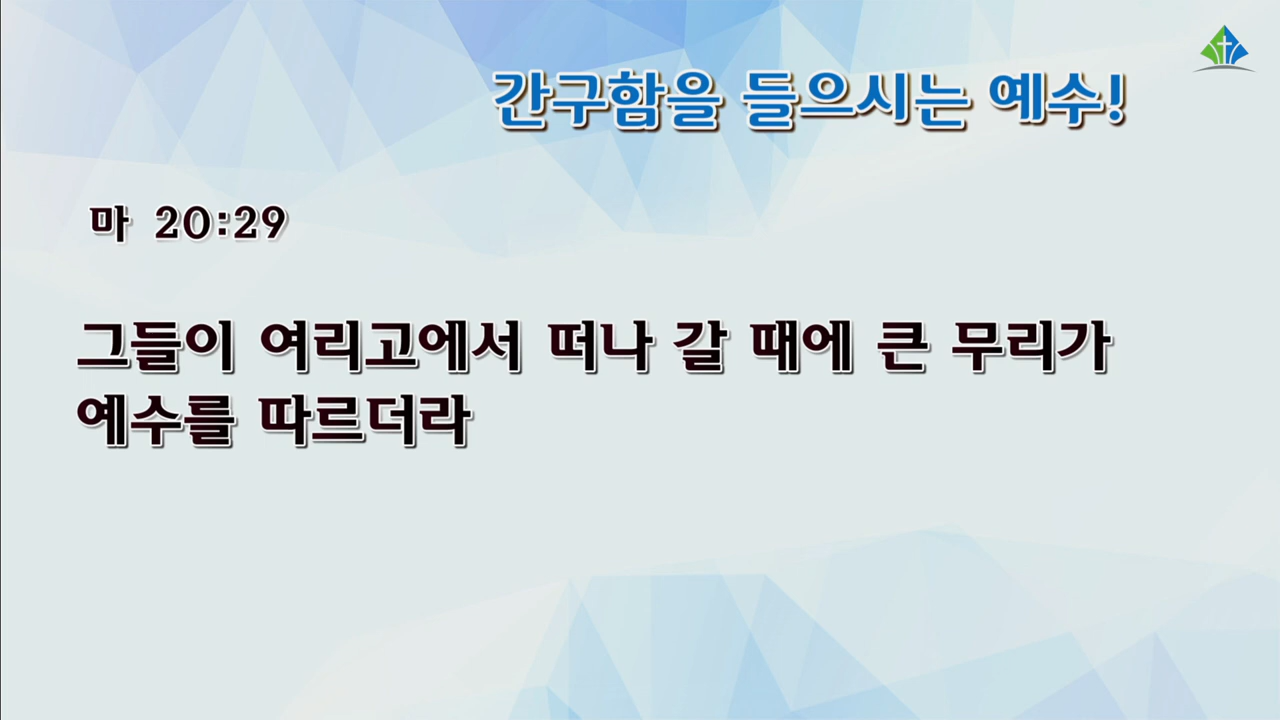 간구함을 들으시는 예수!
마 20:29
그들이 여리고에서 떠나 갈 때에 큰 무리가
예수를 따르더라